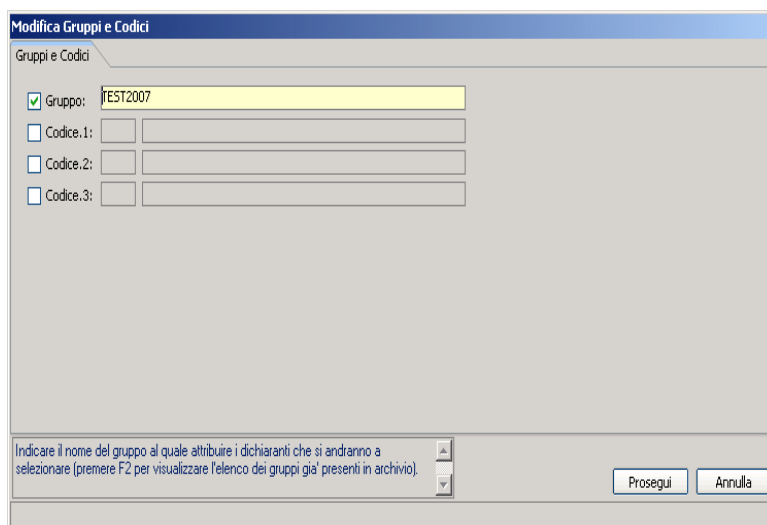 Modifica Gruppi e Codici
Gruppi e Codici
Gruppo: TEST2007
Codice.1:
Codice.2:
Codice.3:
Indicare il nome del gruppo al quale attribuire i dichiaranti che si andranno a
selezionare (premere F2 per visualizzare l'elenco dei gruppi gia' presenti in archivio).
Prosegui Annulla